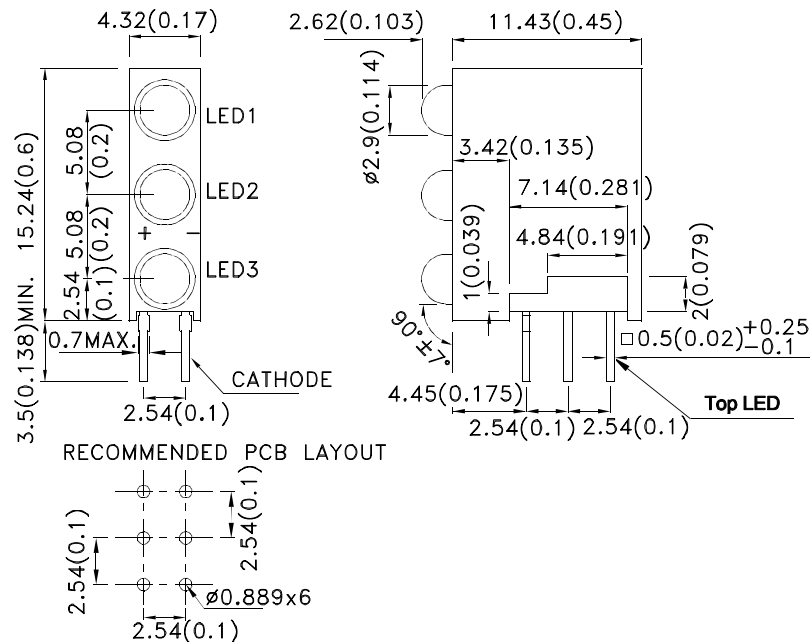 4.32(0.17)
2.62(0.103)
11.43(0.45)
LED1
LED2
LED3
5.08
(0.2)
5.08
(0.2)
2.54
(0.1)
15.24(0.6)
3.5(0.138)MIN.
+ −
0.7MAX.
CATHODE
2.54(0.1)
ø2.9(0.114)
3.42(0.135)
7.14(0.281)
4.84(0.191)
1(0.039)
2(0.079)
90°±7°
□0.5(0.02)+0.25
−0.1
4.45(0.175)
2.54(0.1)
2.54(0.1)
Top LED
RECOMMENDED PCB LAYOUT
2.54(0.1)
2.54(0.1)
ø0.889x6
2.54(0.1)